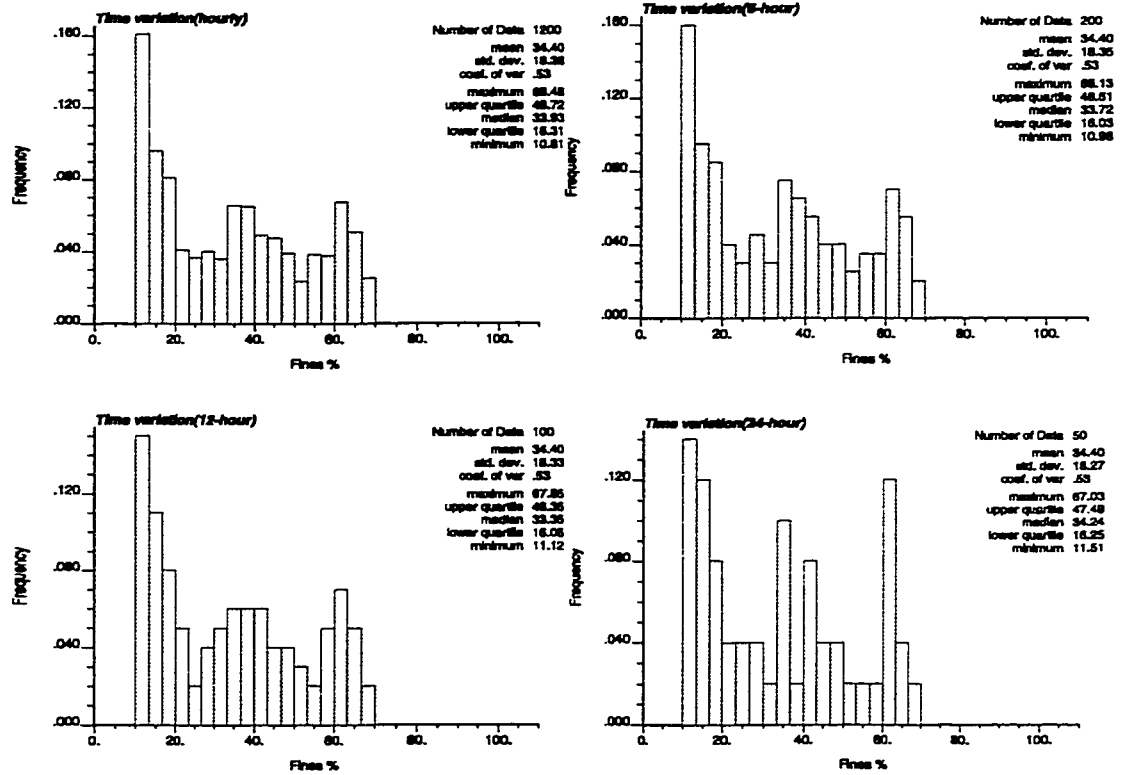 Time variation(hourly)
Number of Data 1200
mean 34.40
std. dev. 18.38
coef. of var .53
maximum 68.48
upper quartile 48.72
median 33.93
lower quartile 16.31
minimum 10.81
Frequency
.160
.120
.080
.040
.000
0. 20. 40. 60. 80. 100.
Fines %
Time variation(6-hour)
Number of Data 200
mean 34.40
std. dev. 18.35
coef. of var .53
maximum 68.13
upper quartile 48.51
median 33.72
lower quartile 16.03
minimum 10.98
Frequency
.160
.120
.080
.040
.000
0. 20. 40. 60. 80. 100.
Fines %
Time variation(12-hour)
Number of Data 100
mean 34.40
std. dev. 18.33
coef. of var .53
maximum 67.85
upper quartile 48.35
median 33.35
lower quartile 16.06
minimum 11.12
Frequency
.120
.080
.040
.000
0. 20. 40. 60. 80. 100.
Fines %
Time variation(24-hour)
Number of Data 50
mean 34.40
std. dev. 18.27
coef. of var .53
maximum 67.03
upper quartile 47.48
median 34.24
lower quartile 16.25
minimum 11.51
Frequency
.120
.080
.040
.000
0. 20. 40. 60. 80. 100.
Fines %